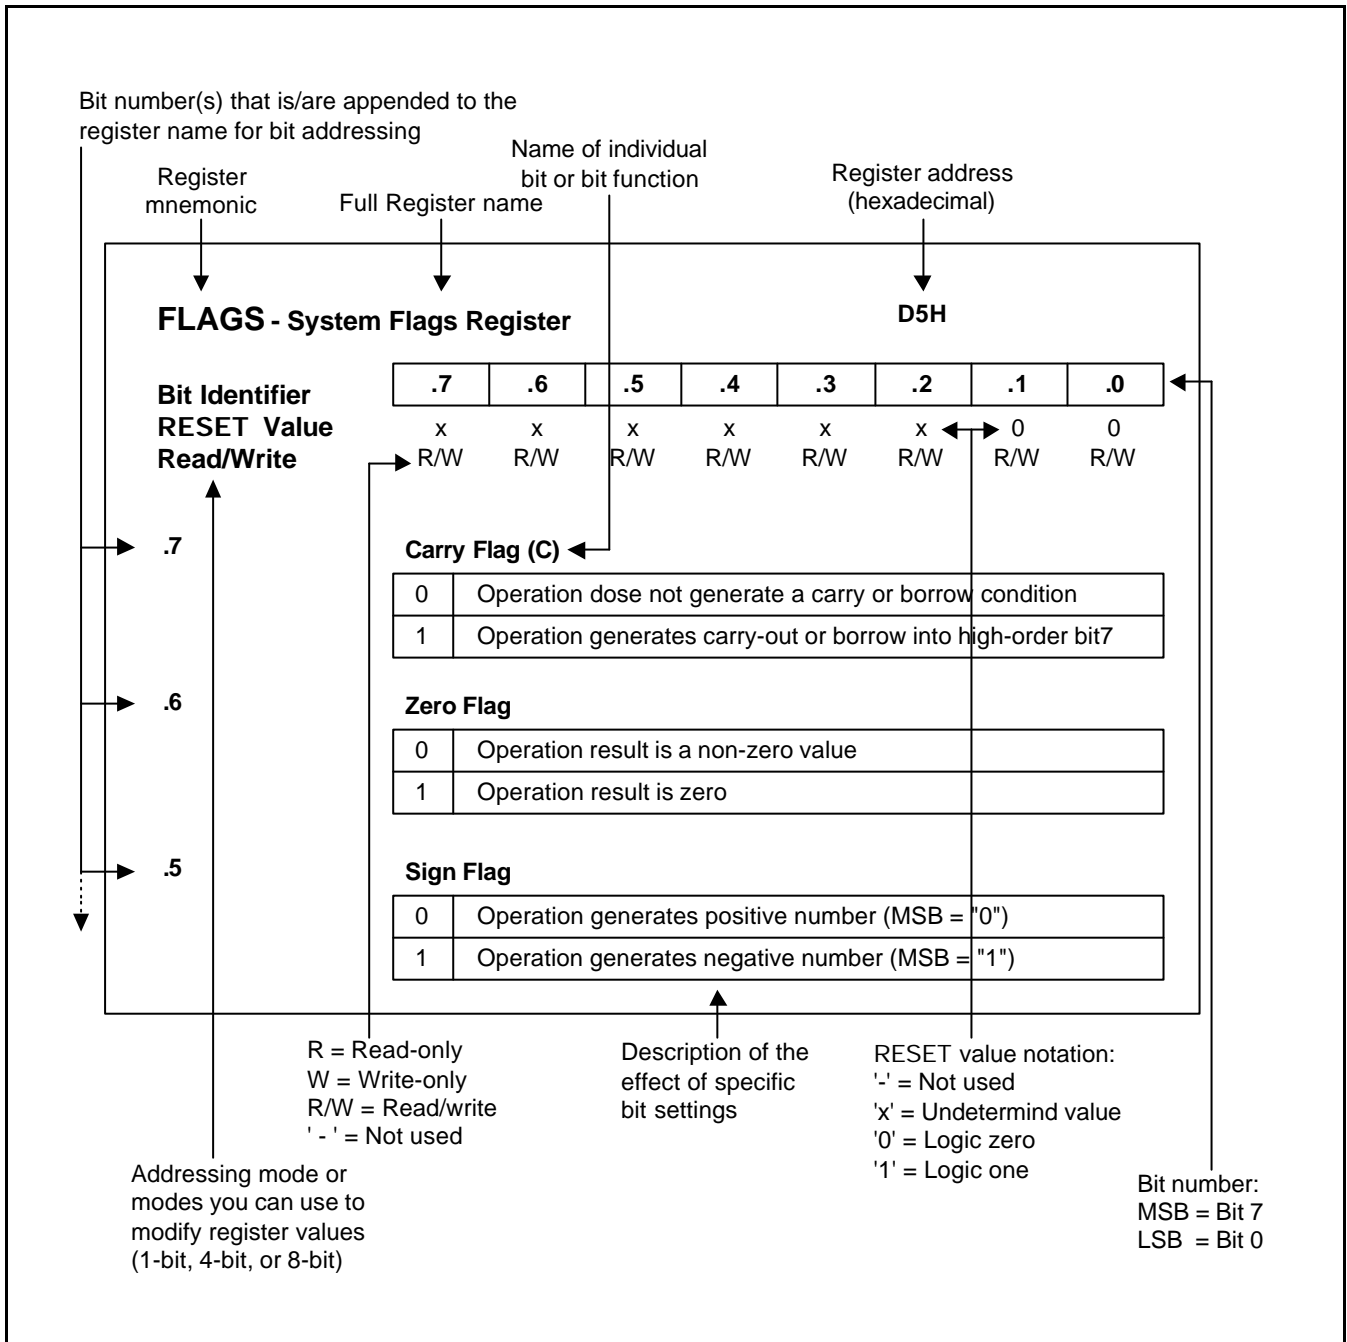 Bit number(s) that is/are appended to the
register name for bit addressing
Name of individual
bit or bit function
Register
mnemonic
Full Register name
Register address
(hexadecimal)
FLAGS - System Flags Register
D5H
Bit Identifier
.7 .6 .5 .4 .3 .2 .1 .0
RESET Value
x x x x x x 0 0
Read/Write
R/W R/W R/W R/W R/W R/W R/W R/W
.7
Carry Flag (C)
0 Operation dose not generate a carry or borrow condition
1 Operation generates carry-out or borrow into high-order bit7
.6
Zero Flag
0 Operation result is a non-zero value
1 Operation result is zero
.5
Sign Flag
0 Operation generates positive number (MSB = "0")
1 Operation generates negative number (MSB = "1")
R = Read-only
W = Write-only
R/W = Read/write
' - ' = Not used
Description of the
effect of specific
bit settings
RESET value notation:
'-' = Not used
'x' = Undetermind value
'0' = Logic zero
'1' = Logic one
Addressing mode or
modes you can use to
modify register values
(1-bit, 4-bit, or 8-bit)
Bit number:
MSB = Bit 7
LSB = Bit 0